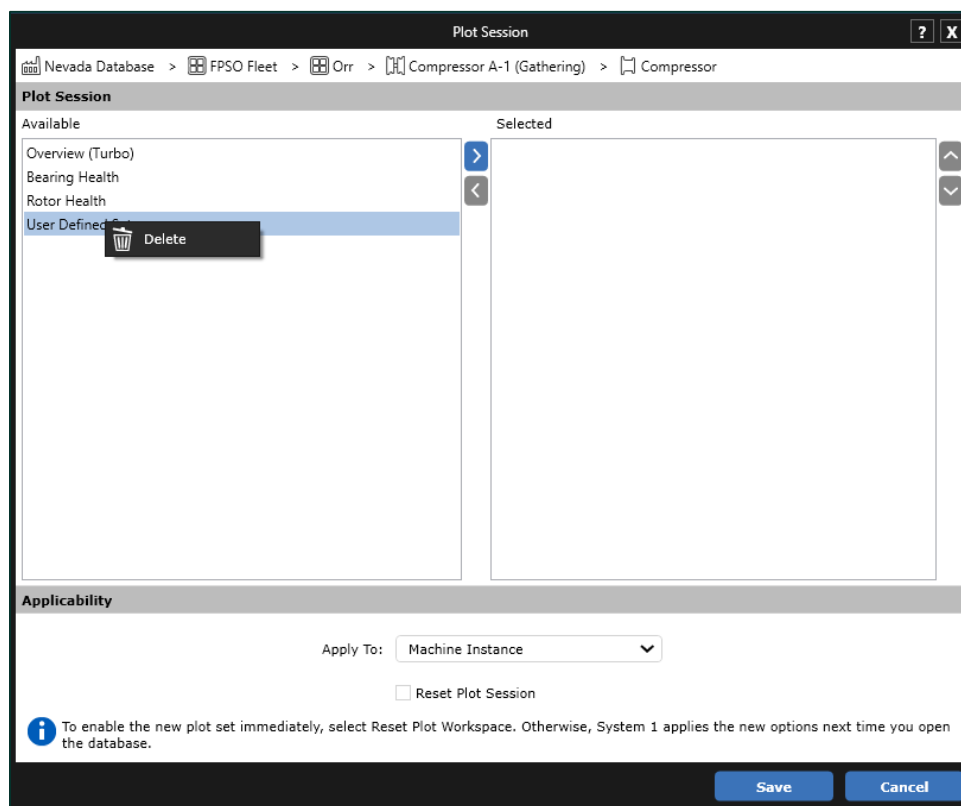 Plot Session
? X
Nevada Database > FPSO Fleet > Orr > Compressor A-1 (Gathering) > Compressor
Plot Session
Available
Selected
Overview (Turbo)
Bearing Health
Rotor Health
User Defined
Delete
Applicability
Apply To: Machine Instance
Reset Plot Session
To enable the new plot set immediately, select Reset Plot Workspace. Otherwise, System 1 applies the new options next time you open
the database.
Save Cancel